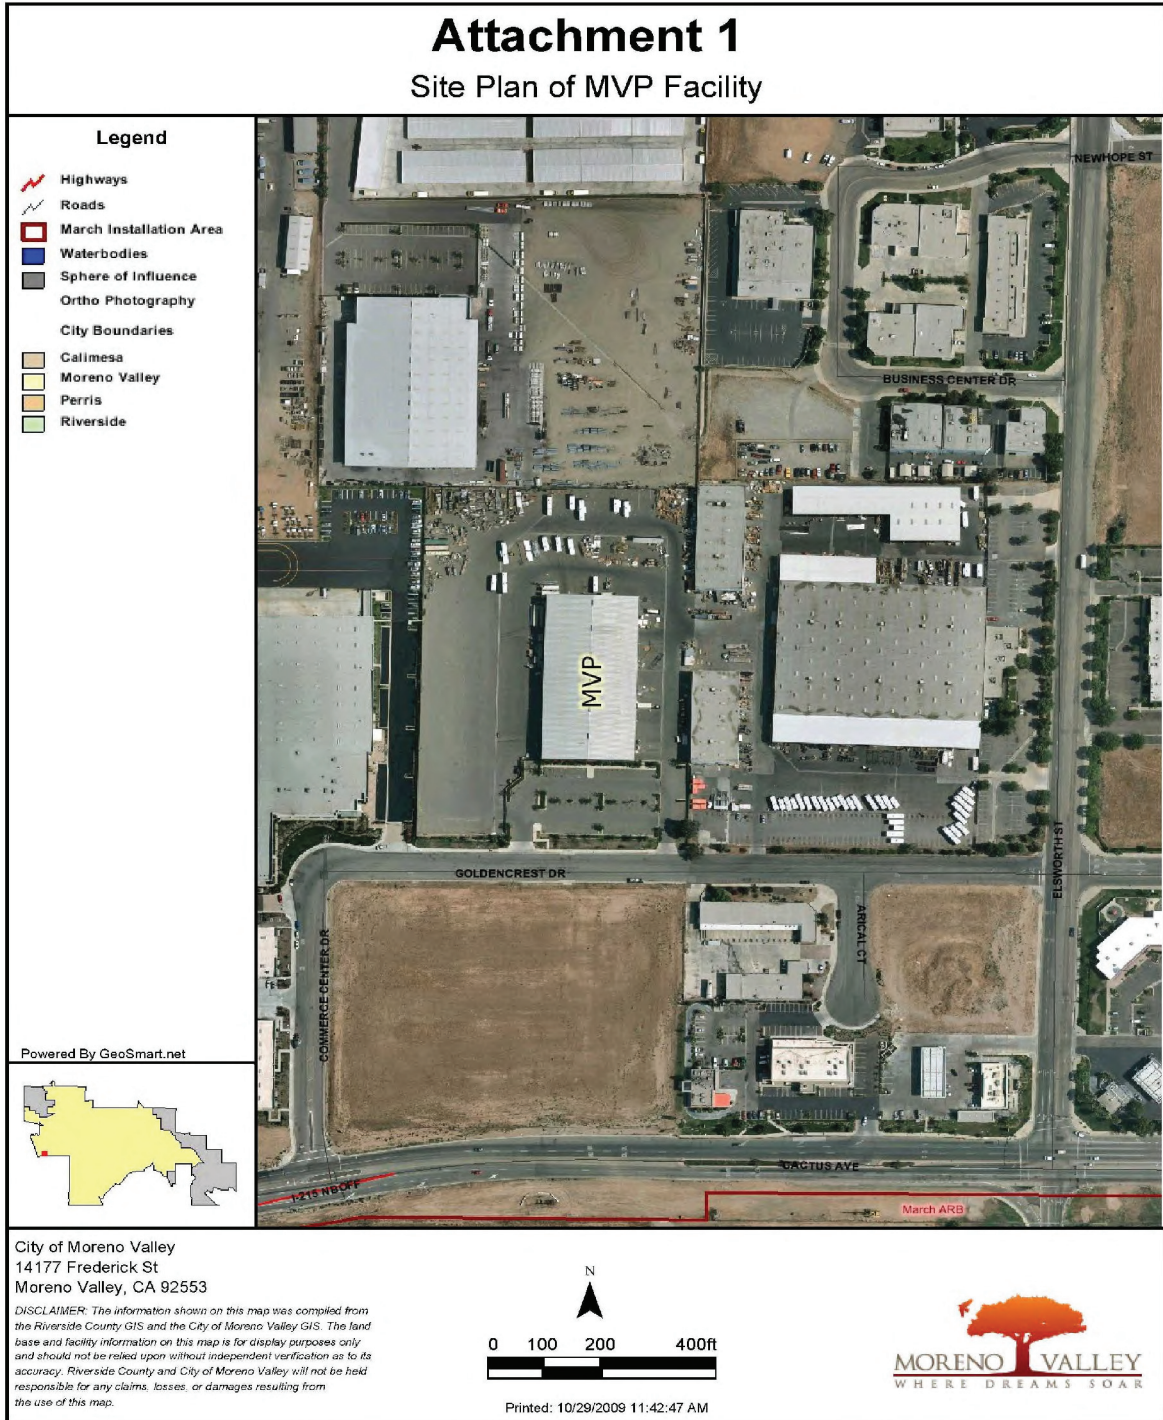 Attachment 1
Site Plan of MVP Facility
Legend
Highways
Roads
March Installation Area
Waterbodies
Sphere of Influence
Ortho Photography
City Boundaries
Calimesa
Moreno Valley
Perris
Riverside
Powered By GeoSmart.net
NEWHOPE ST
BUSINESS CENTER DR
MVP
GOLDENCREST DR
ELSWORTH ST
ARICAL CT
COMMERCE CENTER DR
CACTUS AVE
I-215 NB OFF
March ARB
City of Moreno Valley
14177 Frederick St
Moreno Valley, CA 92553
DISCLAIMER: The information shown on this map was compiled from
the Riverside County GIS and the City of Moreno Valley GIS. The land
base and facility information on this map is for display purposes only
and should not be relied upon without independent verification as to its
accuracy. Riverside County and City of Moreno Valley will not be held
responsible for any claims, losses, or damages resulting from
the use of this map.
N
0 100 200 400ft
Printed: 10/29/2009 11:42:47 AM
MORENO VALLEY
WHERE DREAMS SOAR